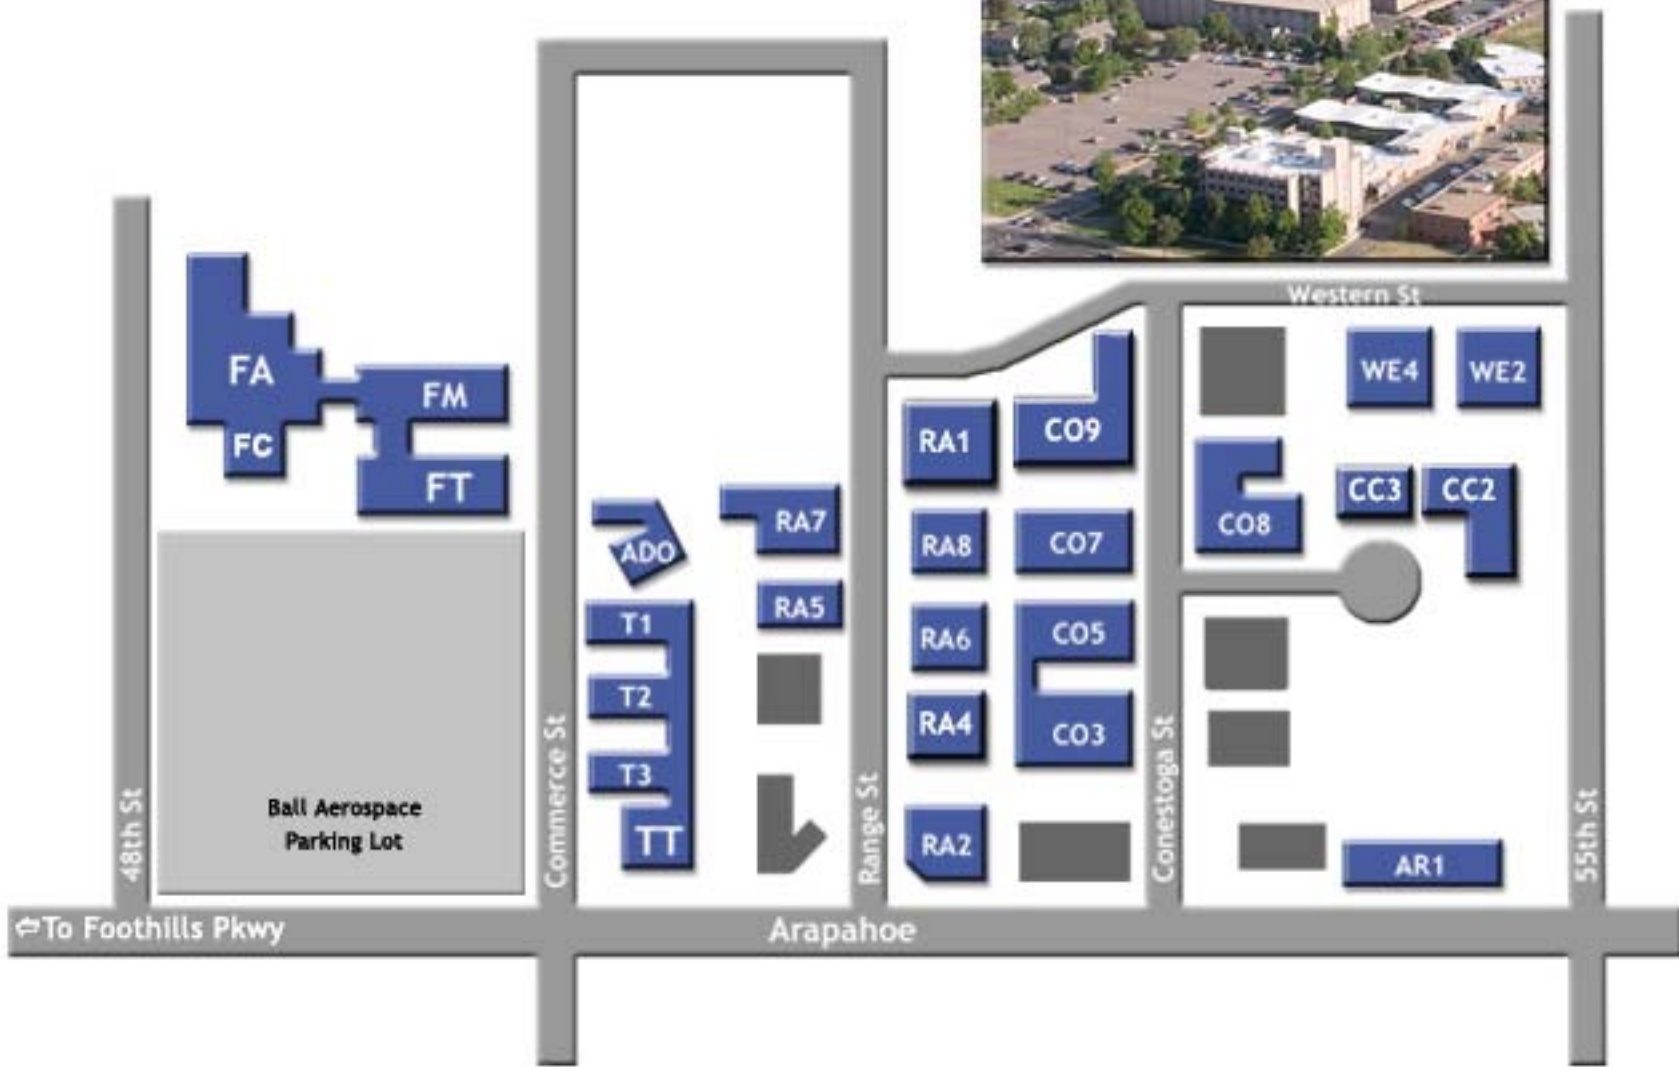 Western St
FA
FM
FC
FT
WE4
WE2
RA1
CO9
CC3
CC2
CO8
RA7
ADO
RA8
CO7
RA5
T1
RA6
CO5
T2
RA4
CO3
T3
TT
RA2
AR1
Ball Aerospace
Parking Lot
48th St
Commerce St
Range St
Conestoga St
55th St
⇦To Foothills Pkwy
Arapahoe